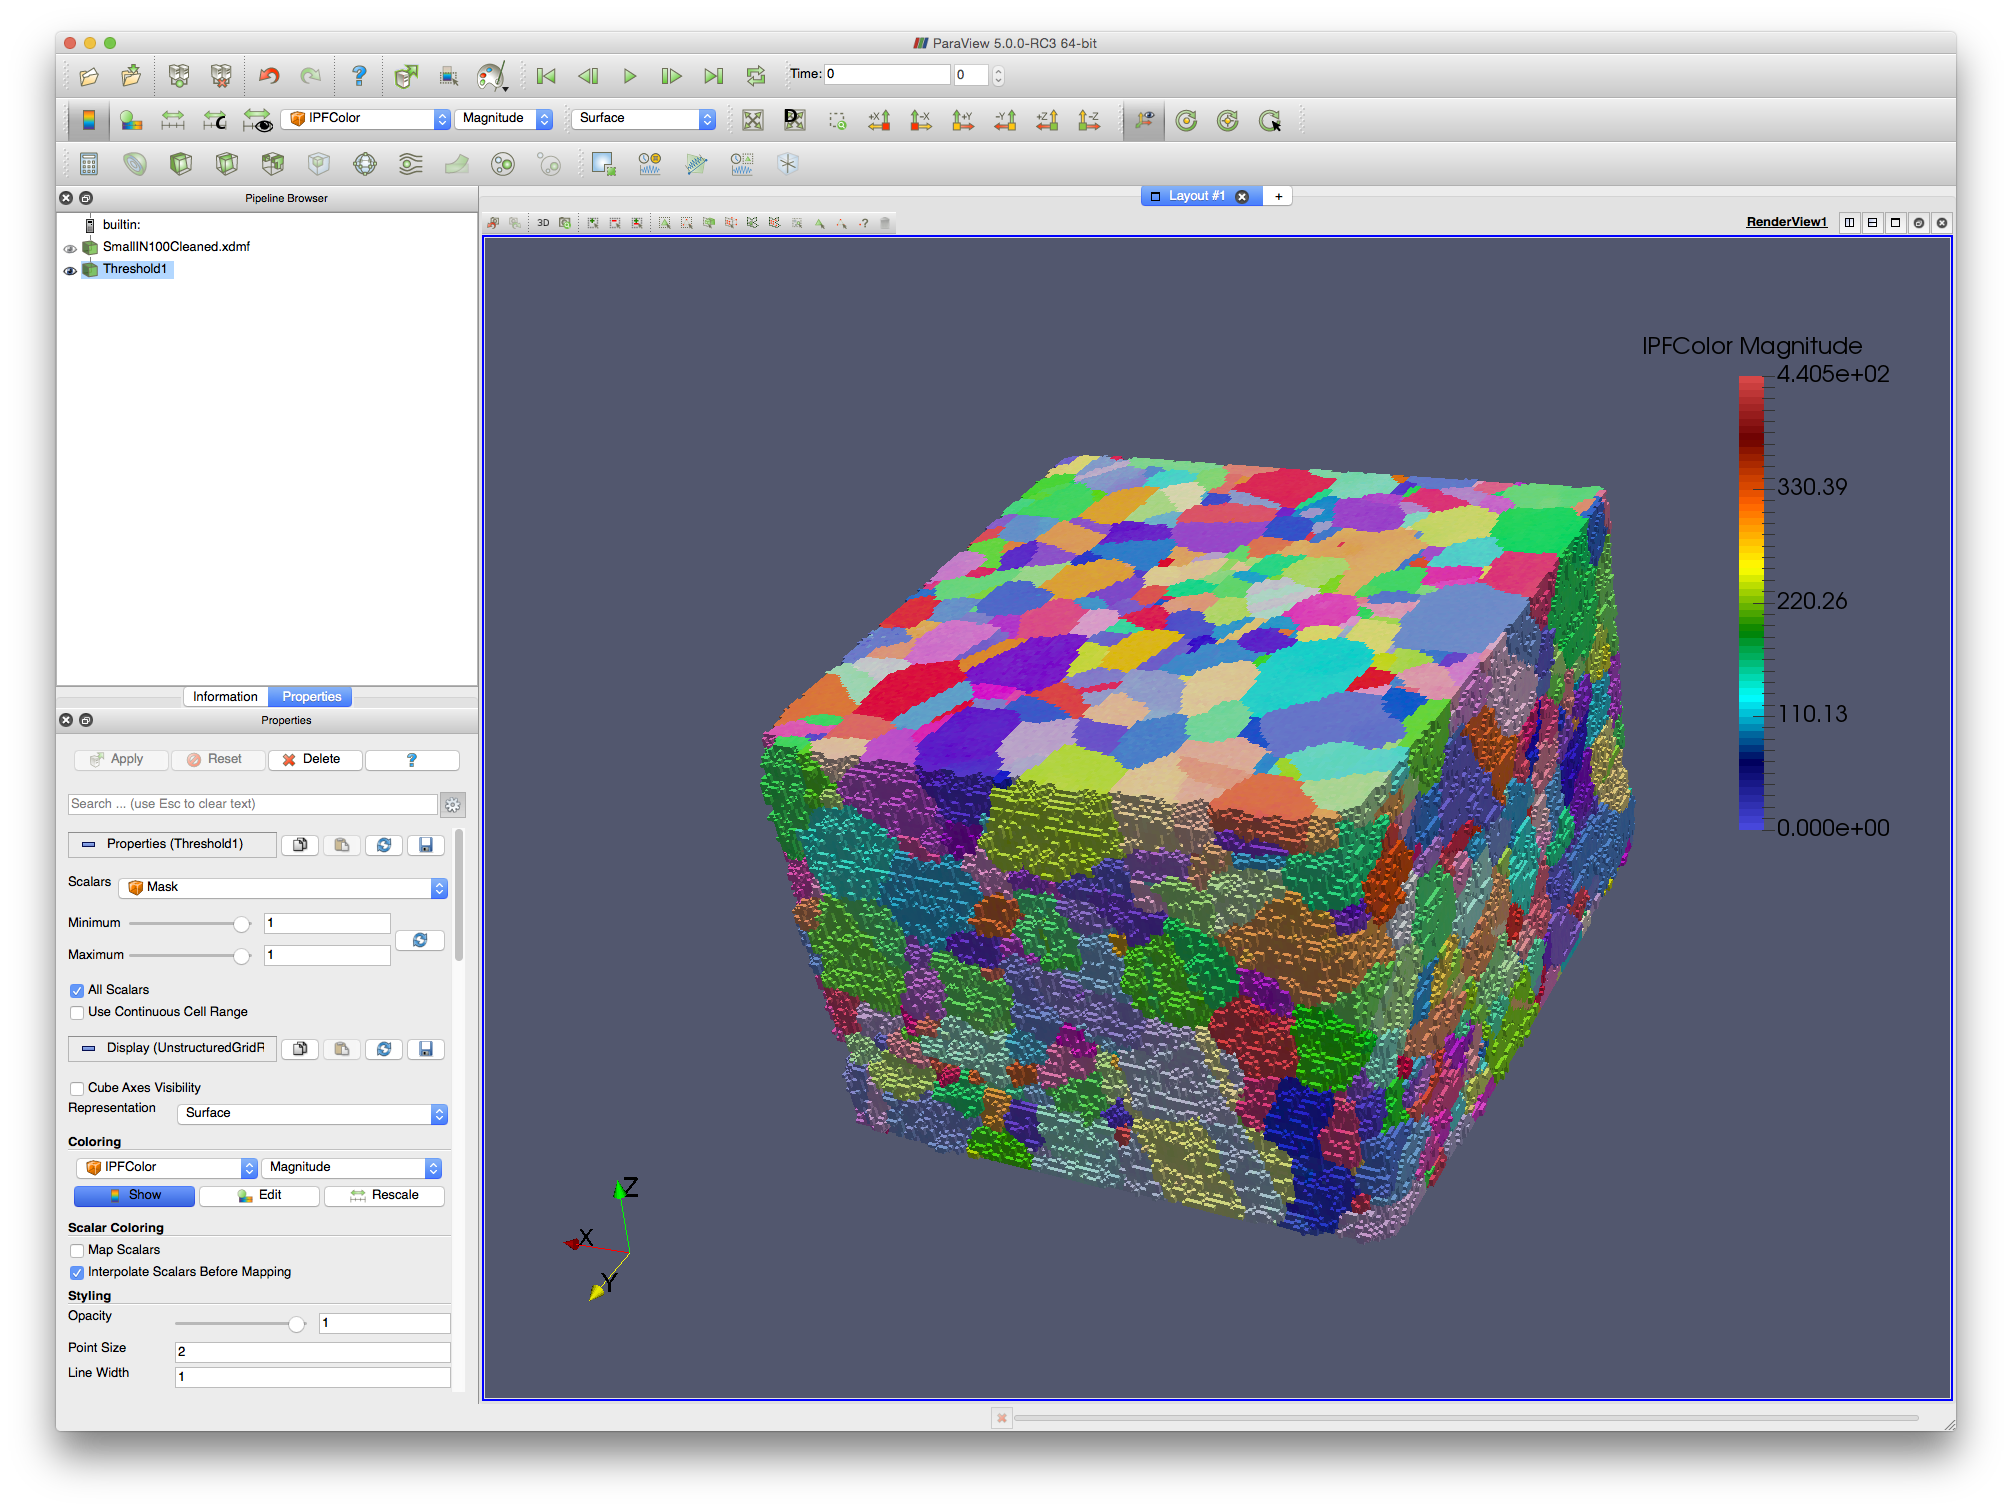 ParaView 5.0.0-RC3 64-bit
Time: 0 0
IPFColor Magnitude Surface
+X -X +Y -Y +Z -Z
Pipeline Browser
Layout #1 +
builtin:
SmallIN100Cleaned.xdmf
Threshold1
3D
RenderView1
IPFColor Magnitude
4.405e+02
330.39
220.26
110.13
0.000e+00
Z
X
Y
Information Properties
Properties
Apply Reset Delete ?
Search ... (use Esc to clear text)
Properties (Threshold1)
Scalars Mask
Minimum 1
Maximum 1
All Scalars
Use Continuous Cell Range
Display (UnstructuredGridR
Cube Axes Visibility
Representation Surface
Coloring
IPFColor Magnitude
Show Edit Rescale
Scalar Coloring
Map Scalars
Interpolate Scalars Before Mapping
Styling
Opacity 1
Point Size 2
Line Width 1